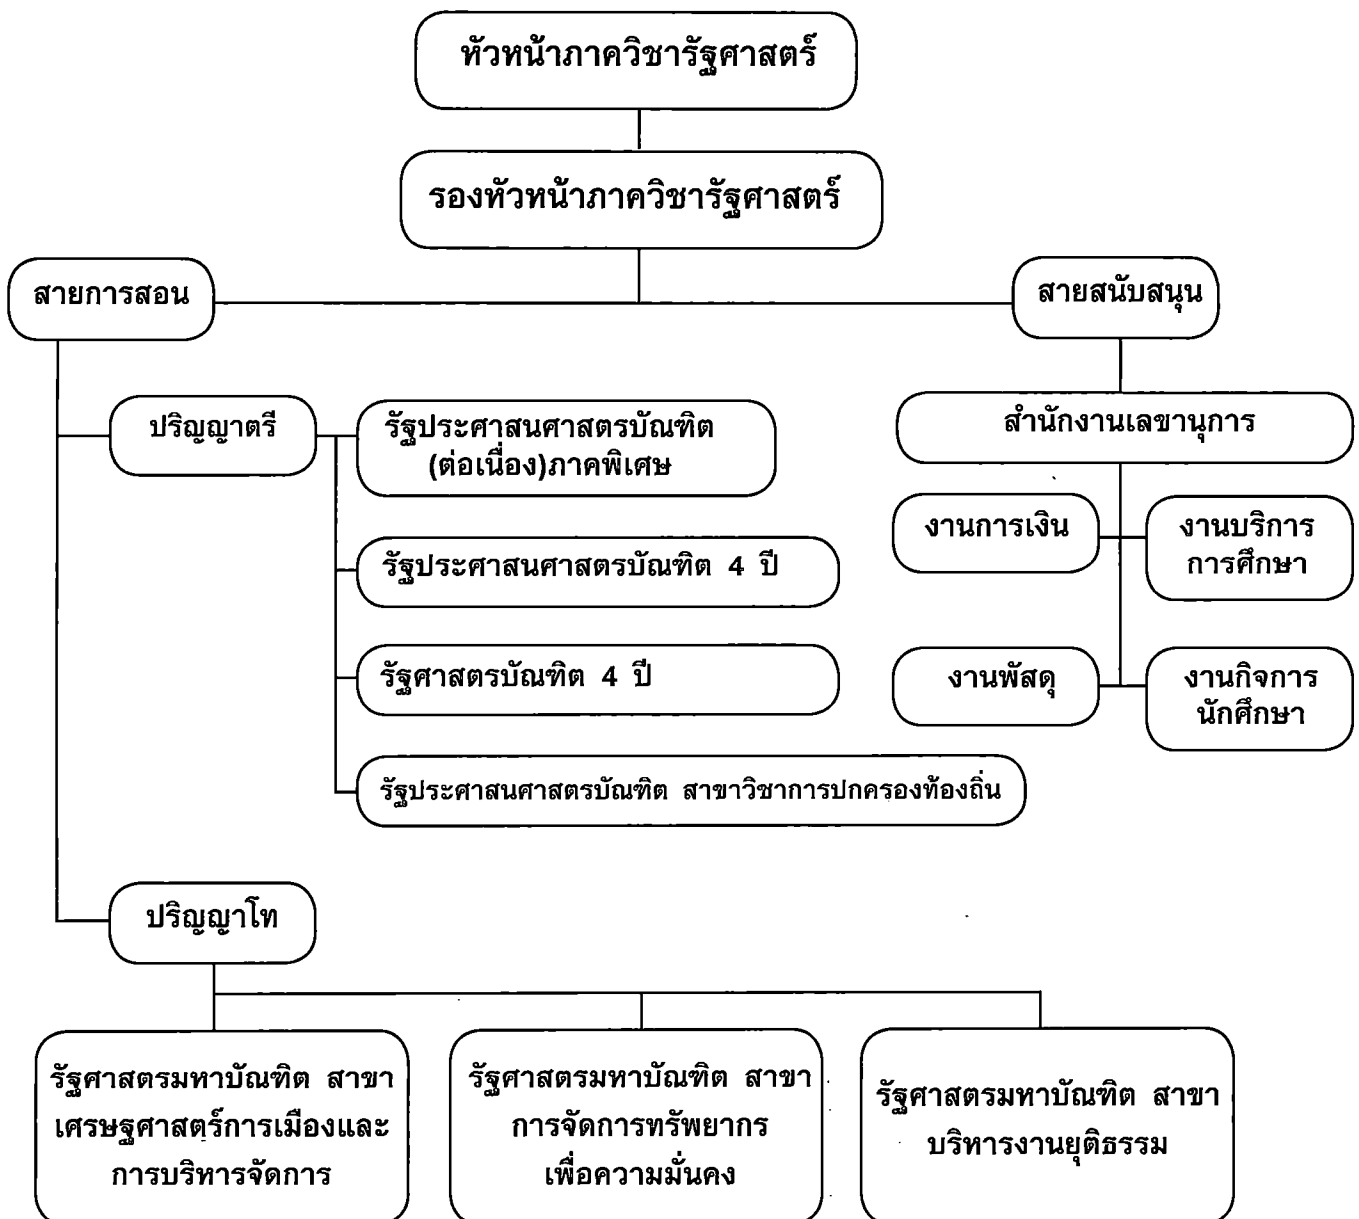 หัวหน้าภาควิชารัฐศาสตร์
รองหัวหน้าภาควิชารัฐศาสตร์
สายการสอน
สายสนับสนุน
ปริญญาตรี
รัฐประศาสนศาสตรบัณฑิต
(ต่อเนื่อง)ภาคพิเศษ
รัฐประศาสนศาสตรบัณฑิต 4 ปี
รัฐศาสตรบัณฑิต 4 ปี
รัฐประศาสนศาสตรบัณฑิต สาขาวิชาการปกครองท้องถิ่น
สำนักงานเลขานุการ
งานการเงิน
งานบริการ
การศึกษา
งานพัสดุ
งานกิจการ
นักศึกษา
ปริญญาโท
รัฐศาสตรมหาบัณฑิต สาขา
เศรษฐศาสตร์การเมืองและ
การบริหารจัดการ
รัฐศาสตรมหาบัณฑิต สาขา
การจัดการทรัพยากร
เพื่อความมั่นคง
รัฐศาสตรมหาบัณฑิต สาขา
บริหารงานยุติธรรม